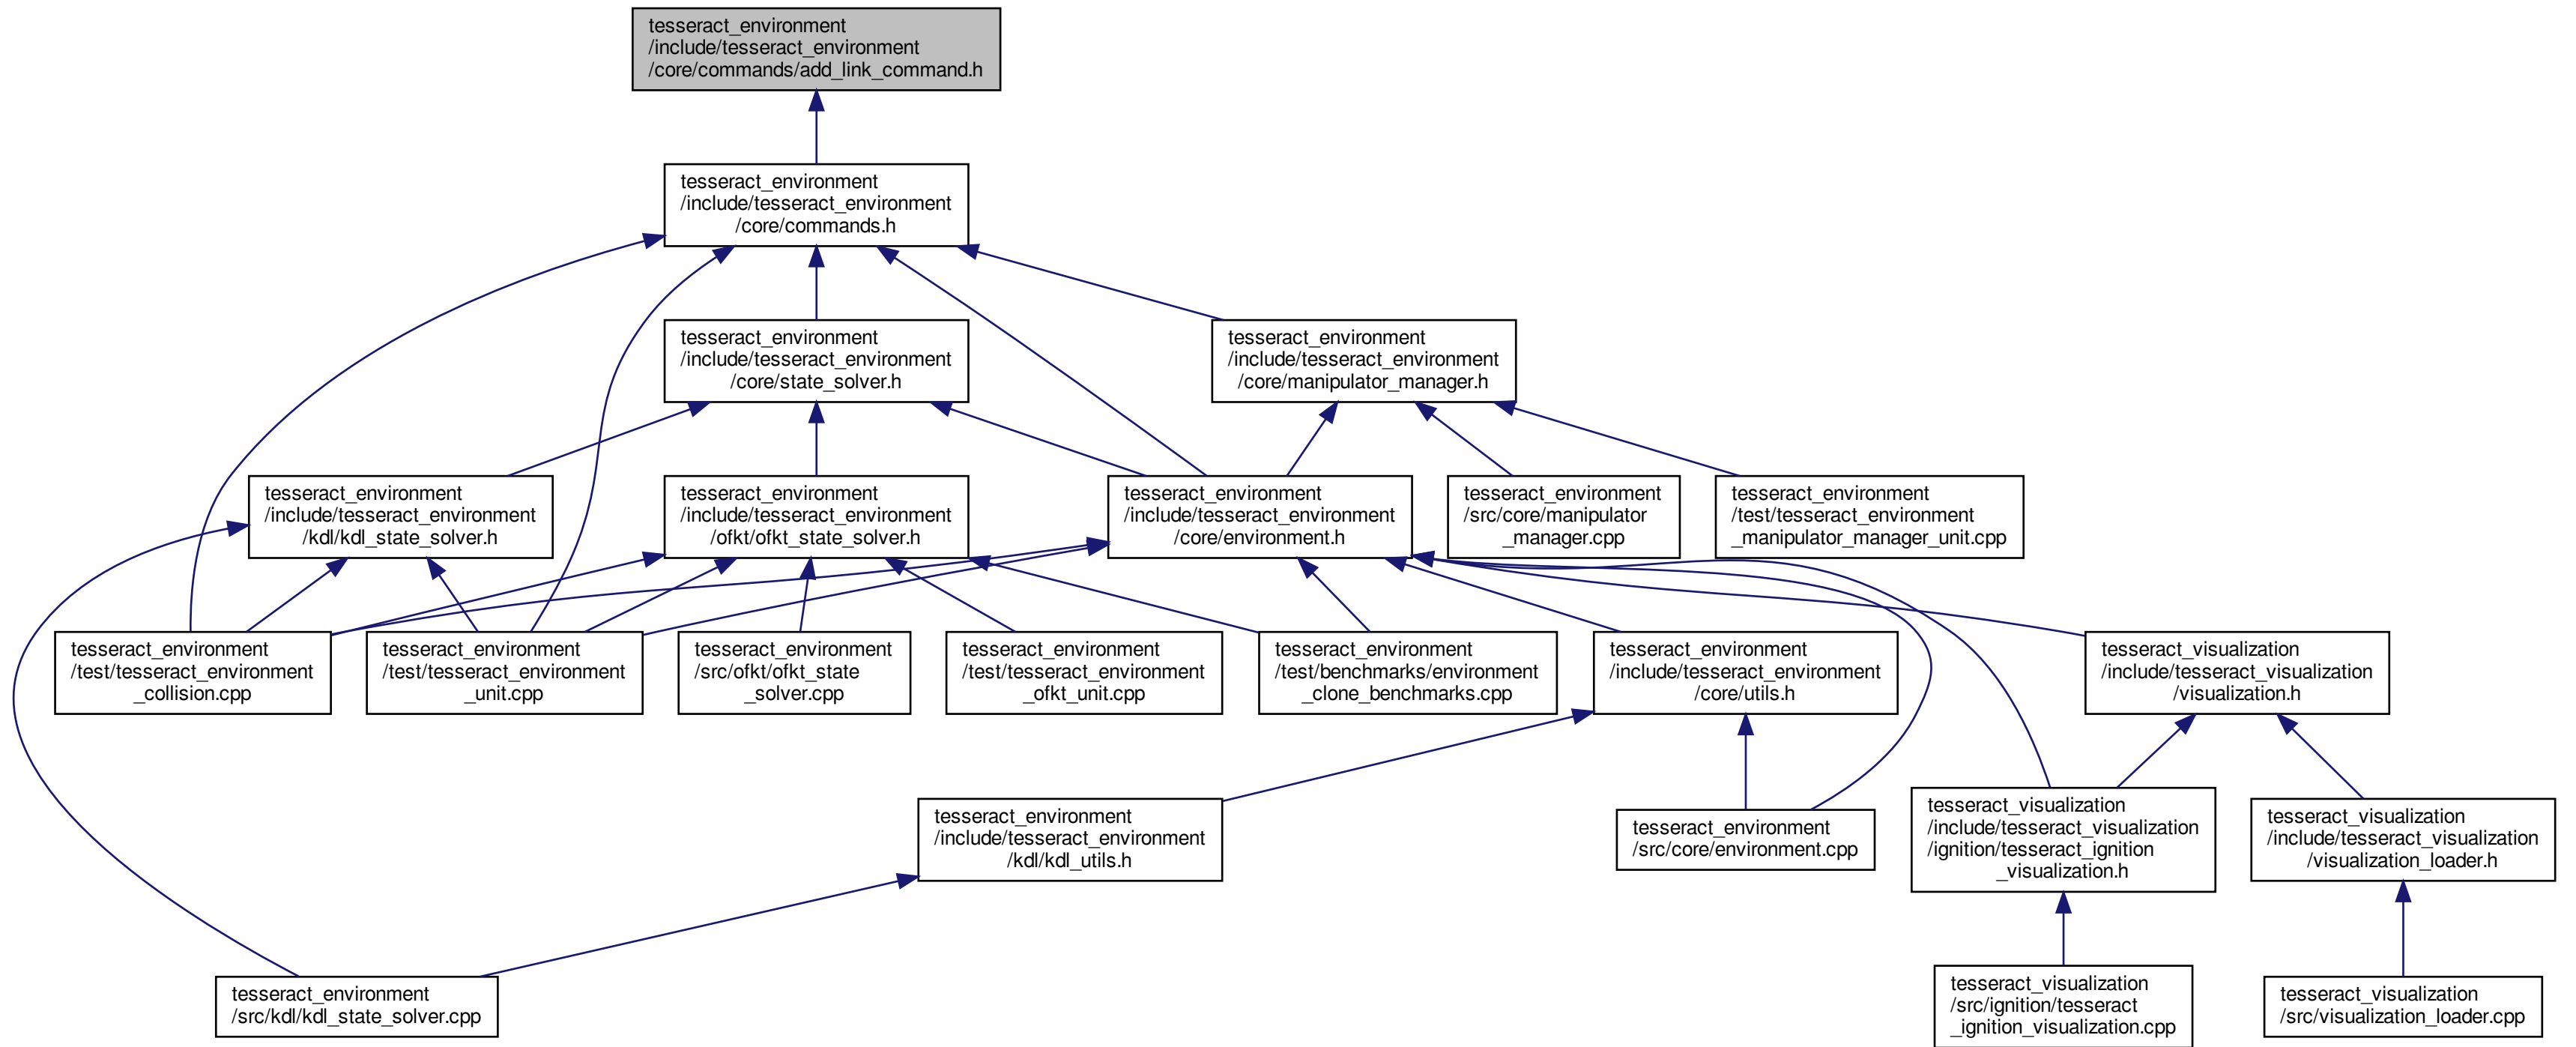 tesseract_environment
/include/tesseract_environment
/core/commands/add_link_command.h
tesseract_environment
/include/tesseract_environment
/core/commands.h
tesseract_environment
/include/tesseract_environment
/core/state_solver.h
tesseract_environment
/include/tesseract_environment
/core/manipulator_manager.h
tesseract_environment
/include/tesseract_environment
/kdl/kdl_state_solver.h
tesseract_environment
/include/tesseract_environment
/ofkt/ofkt_state_solver.h
tesseract_environment
/include/tesseract_environment
/core/environment.h
tesseract_environment
/src/core/manipulator
_manager.cpp
tesseract_environment
/test/tesseract_environment
_manipulator_manager_unit.cpp
tesseract_environment
/test/tesseract_environment
_collision.cpp
tesseract_environment
/test/tesseract_environment
_unit.cpp
tesseract_environment
/src/ofkt/ofkt_state
_solver.cpp
tesseract_environment
/test/tesseract_environment
_ofkt_unit.cpp
tesseract_environment
/test/benchmarks/environment
_clone_benchmarks.cpp
tesseract_environment
/include/tesseract_environment
/core/utils.h
tesseract_visualization
/include/tesseract_visualization
/visualization.h
tesseract_environment
/include/tesseract_environment
/kdl/kdl_utils.h
tesseract_environment
/src/core/environment.cpp
tesseract_visualization
/include/tesseract_visualization
/ignition/tesseract_ignition
_visualization.h
tesseract_visualization
/include/tesseract_visualization
/visualization_loader.h
tesseract_environment
/src/kdl/kdl_state_solver.cpp
tesseract_visualization
/src/ignition/tesseract
_ignition_visualization.cpp
tesseract_visualization
/src/visualization_loader.cpp